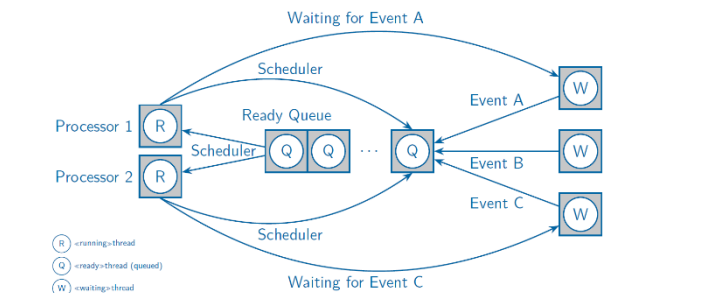 Waiting for Event A
W
Scheduler
Event A
Ready Queue
Processor 1
R
Q
Q
...
Q
W
Scheduler
Event B
Processor 2
R
Event C
W
Scheduler
R <running>thread
Q <ready>thread (queued)
W <waiting>thread
Waiting for Event C